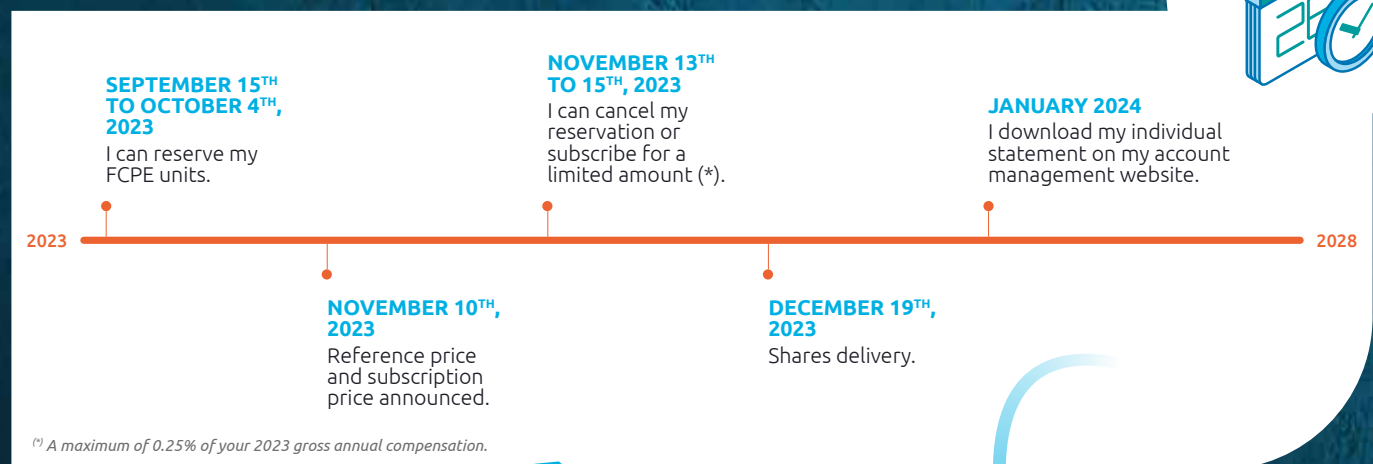 SEPTEMBER 15TH
TO OCTOBER 4TH,
2023
I can reserve my
FCPE units.
NOVEMBER 13TH
TO 15TH, 2023
I can cancel my
reservation or
subscribe for a
limited amount (*).
JANUARY 2024
I download my individual
statement on my account
management website.
2023
2028
NOVEMBER 10TH,
2023
Reference price
and subscription
price announced.
DECEMBER 19TH,
2023
Shares delivery.
(*) A maximum of 0.25% of your 2023 gross annual compensation.